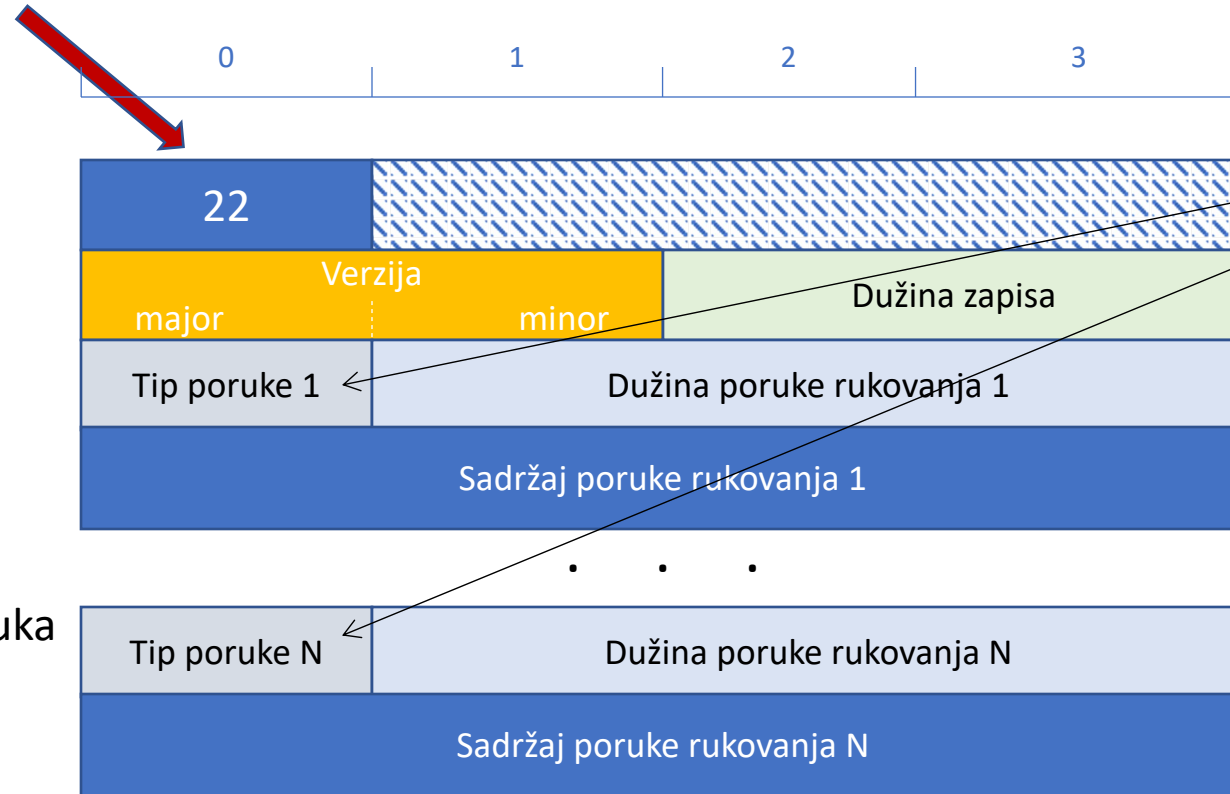 0 1 2 3
22
Verzija
major minor
Dužina zapisa
Tip poruke 1
Dužina poruke rukovanja 1
Sadržaj poruke rukovanja 1
. . .
uka
Tip poruke N
Dužina poruke rukovanja N
Sadržaj poruke rukovanja N